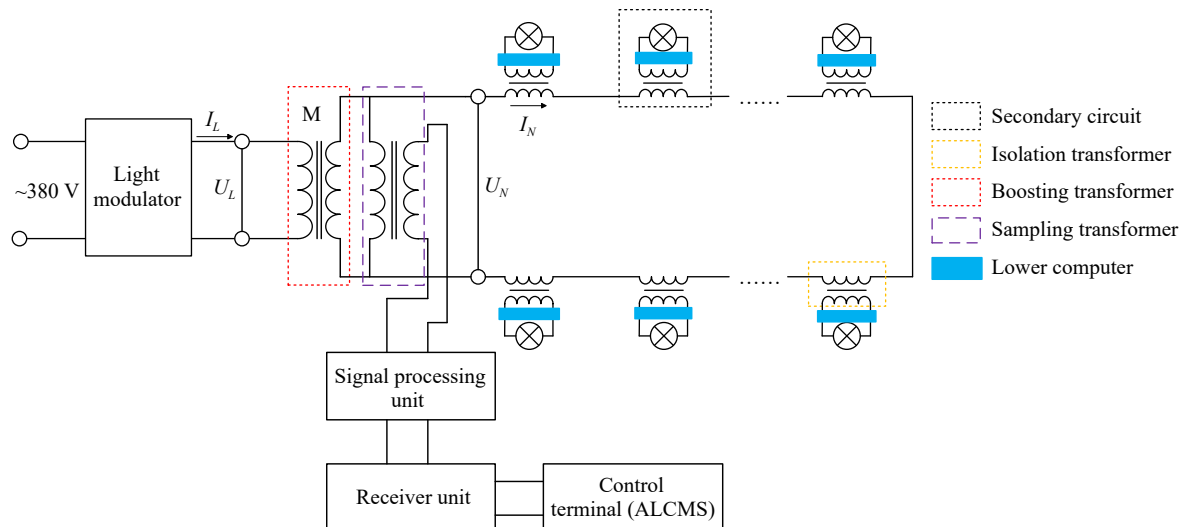 ~380 V
Light
modulator
I_L
U_L
M
U_N
I_N
......
......
Secondary circuit
Isolation transformer
Boosting transformer
Sampling transformer
Lower computer
Signal processing
unit
Receiver unit
Control
terminal (ALCMS)